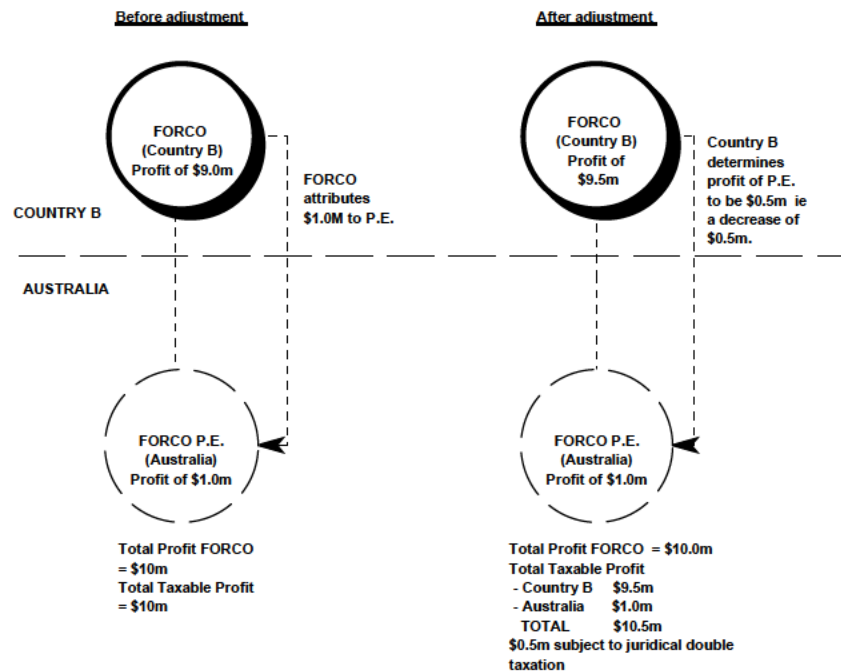 Before adjustment
After adjustment
FORCO
(Country B)
Profit of $9.0m
FORCO
attributes
$1.0M to P.E.
FORCO
(Country B)
Profit of
$9.5m
Country B
determines
profit of P.E.
to be $0.5m ie
a decrease of
$0.5m.
COUNTRY B
AUSTRALIA
FORCO P.E.
(Australia)
Profit of $1.0m
FORCO P.E.
(Australia)
Profit of $1.0m
Total Profit FORCO
= $10m
Total Taxable Profit
= $10m
Total Profit FORCO = $10.0m
Total Taxable Profit
- Country B $9.5m
- Australia $1.0m
TOTAL $10.5m
$0.5m subject to juridical double
taxation